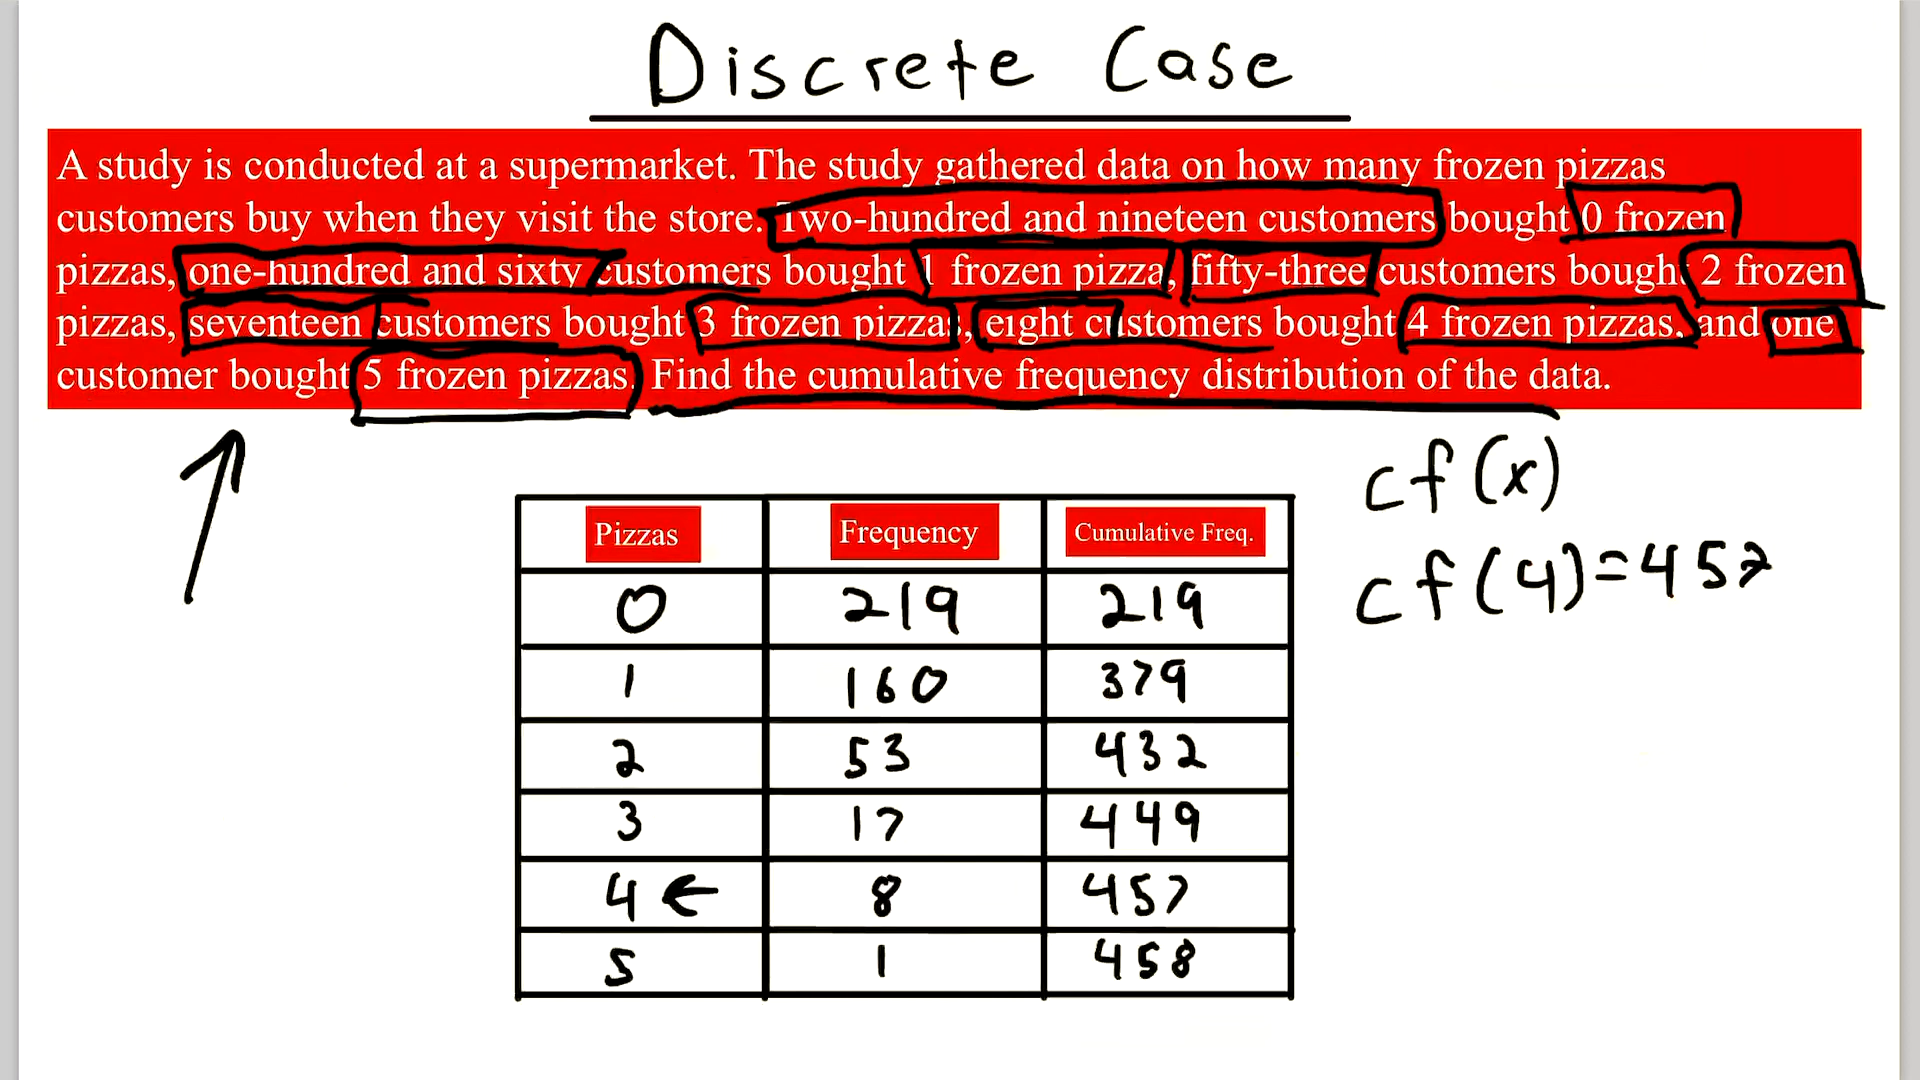 Discrete Case
A study is conducted at a supermarket. The study gathered data on how many frozen pizzas
customers buy when they visit the store. Two-hundred and nineteen customers bought 0 frozen
pizzas, one-hundred and sixty customers bought 1 frozen pizza, fifty-three customers bought 2 frozen
pizzas, seventeen customers bought 3 frozen pizzas, eight customers bought 4 frozen pizzas, and one
customer bought 5 frozen pizzas. Find the cumulative frequency distribution of the data.
cf(x)
cf(4)=457
Pizzas Frequency Cumulative Freq.
0 219 219
1 160 379
2 53 432
3 17 449
4 ← 8 457
5 1 458